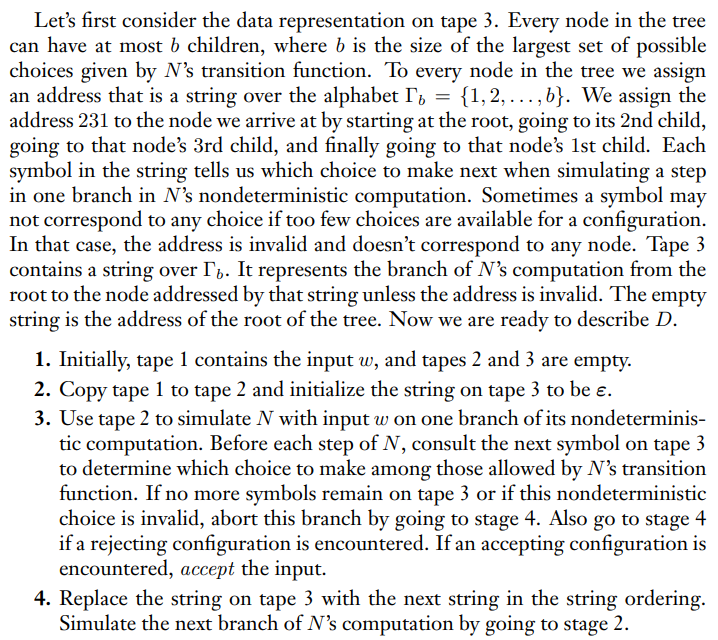 Let’s first consider the data representation on tape 3. Every node in the tree
can have at most b children, where b is the size of the largest set of possible
choices given by N’s transition function. To every node in the tree we assign
an address that is a string over the alphabet Γb = {1, 2, . . . , b}. We assign the
address 231 to the node we arrive at by starting at the root, going to its 2nd child,
going to that node’s 3rd child, and finally going to that node’s 1st child. Each
symbol in the string tells us which choice to make next when simulating a step
in one branch in N’s nondeterministic computation. Sometimes a symbol may
not correspond to any choice if too few choices are available for a configuration.
In that case, the address is invalid and doesn’t correspond to any node. Tape 3
contains a string over Γb. It represents the branch of N’s computation from the
root to the node addressed by that string unless the address is invalid. The empty
string is the address of the root of the tree. Now we are ready to describe D.
1. Initially, tape 1 contains the input w, and tapes 2 and 3 are empty.
2. Copy tape 1 to tape 2 and initialize the string on tape 3 to be ε.
3. Use tape 2 to simulate N with input w on one branch of its nondeterminis-
tic computation. Before each step of N, consult the next symbol on tape 3
to determine which choice to make among those allowed by N’s transition
function. If no more symbols remain on tape 3 or if this nondeterministic
choice is invalid, abort this branch by going to stage 4. Also go to stage 4
if a rejecting configuration is encountered. If an accepting configuration is
encountered, accept the input.
4. Replace the string on tape 3 with the next string in the string ordering.
Simulate the next branch of N’s computation by going to stage 2.